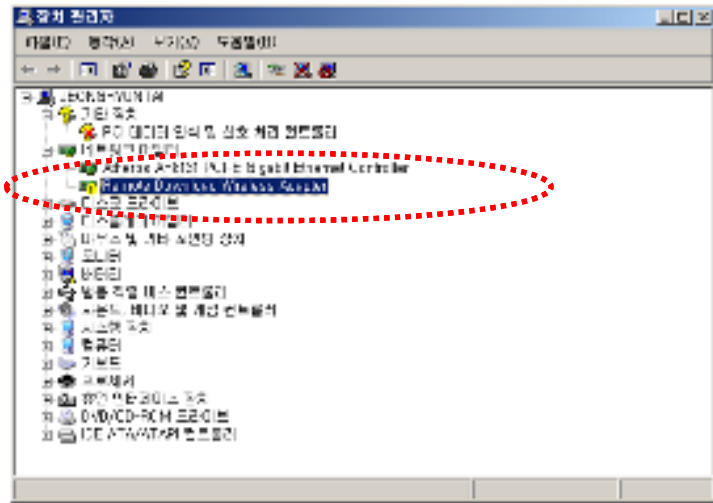 장치 관리자
파일(F) 동작(A) 보기(V) 도움말(H)
JEONGHYUNTAI
기타 장치
PCI 데이터 인식 및 신호 처리 컨트롤러
네트워크 어댑터
Atheros PCI-E Gigabit Ethernet Controller
Remote Download Wireless Adapter
디스크 드라이브
디스플레이 어댑터
마우스 및 기타 포인팅 장치
모니터
배터리
범용 직렬 버스 컨트롤러
사운드, 비디오 및 게임 컨트롤러
시스템 장치
컴퓨터
키보드
프로세서
휴먼 인터페이스 장치
DVD/CD-ROM 드라이브
IDE ATA/ATAPI 컨트롤러